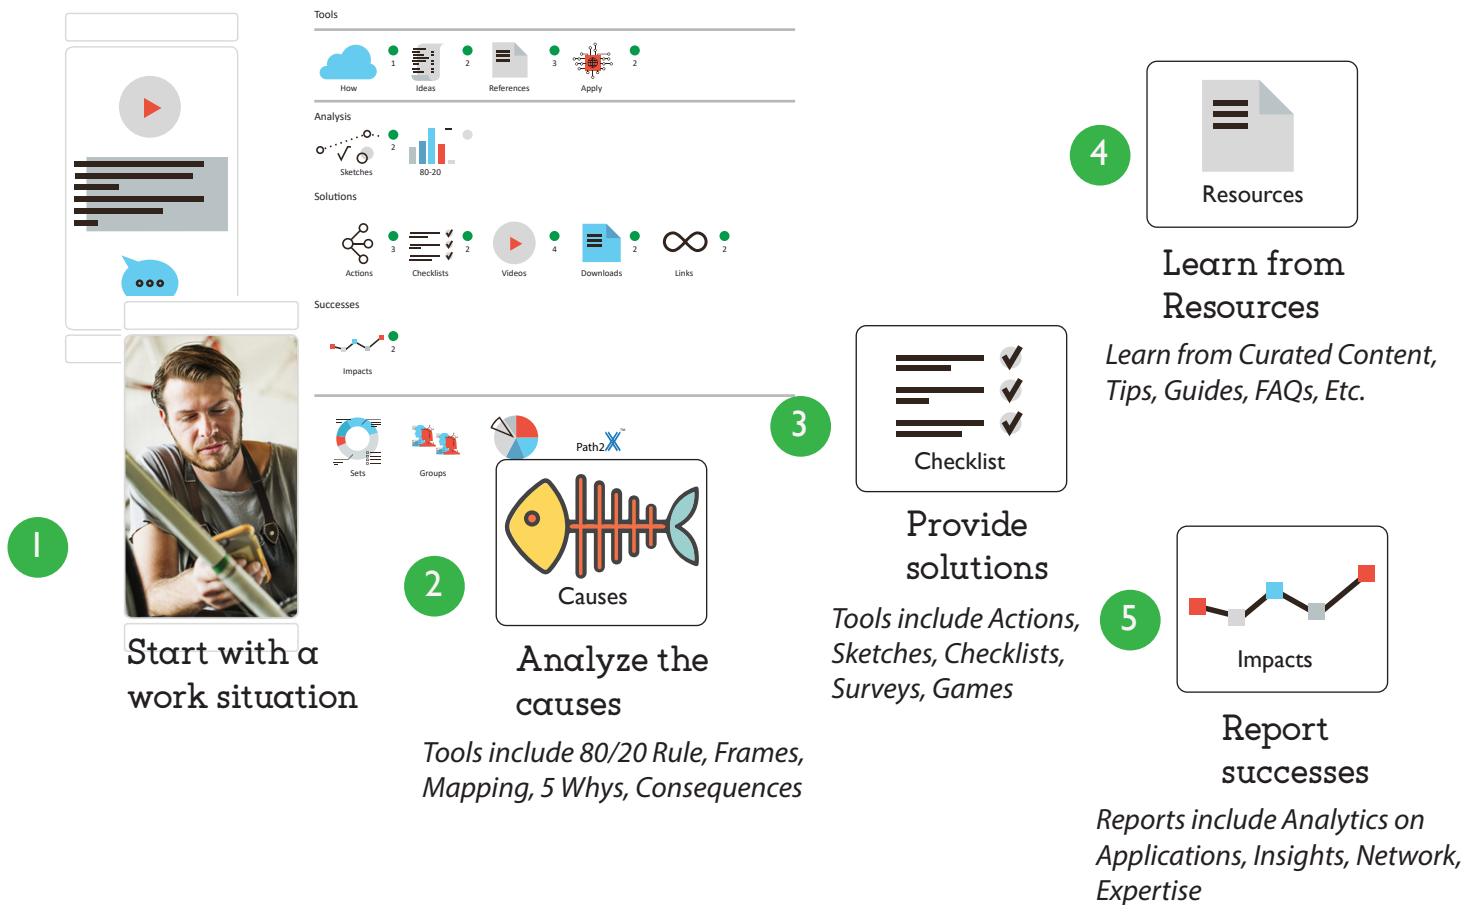 Tools
1
2
3
2
How
Ideas
References
Apply
Analysis
2
Sketches
80-20
Solutions
3
2
4
2
2
Actions
Checklists
Videos
Downloads
Links
Successes
2
Impacts
Sets
Groups
Path2X™
1
Start with a
work situation
2
Causes
Analyze the
causes
Tools include 80/20 Rule, Frames,
Mapping, 5 Whys, Consequences
3
Checklist
Provide
solutions
Tools include Actions,
Sketches, Checklists,
Surveys, Games
4
Resources
Learn from
Resources
Learn from Curated Content,
Tips, Guides, FAQs, Etc.
5
Impacts
Report
successes
Reports include Analytics on
Applications, Insights, Network,
Expertise